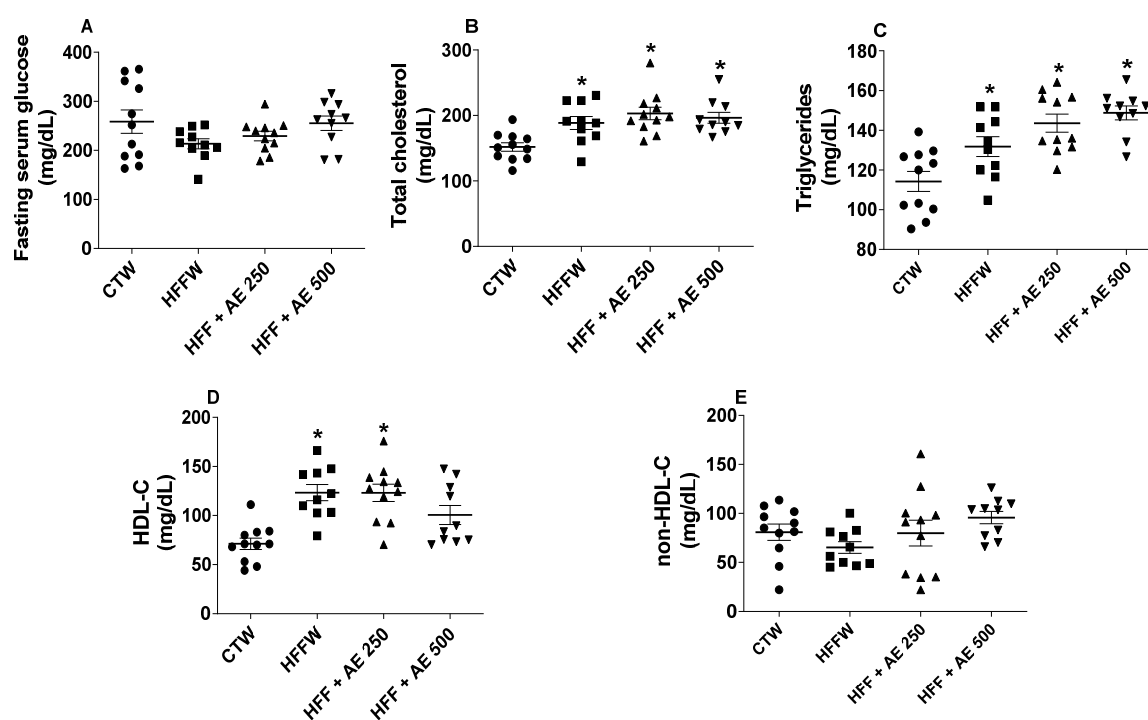 A
Fasting serum glucose
(mg/dL)
400
300
200
100
0
CTW
HFFW
HFF + AE 250
HFF + AE 500
B
Total cholesterol
(mg/dL)
300
200
100
0
*
*
*
CTW
HFFW
HFF + AE 250
HFF + AE 500
C
Triglycerides
(mg/dL)
180
160
140
120
100
80
*
*
*
CTW
HFFW
HFF + AE 250
HFF + AE 500
D
HDL-C
(mg/dL)
200
150
100
50
0
*
*
CTW
HFFW
HFF + AE 250
HFF + AE 500
E
non-HDL-C
(mg/dL)
200
150
100
50
0
CTW
HFFW
HFF + AE 250
HFF + AE 500